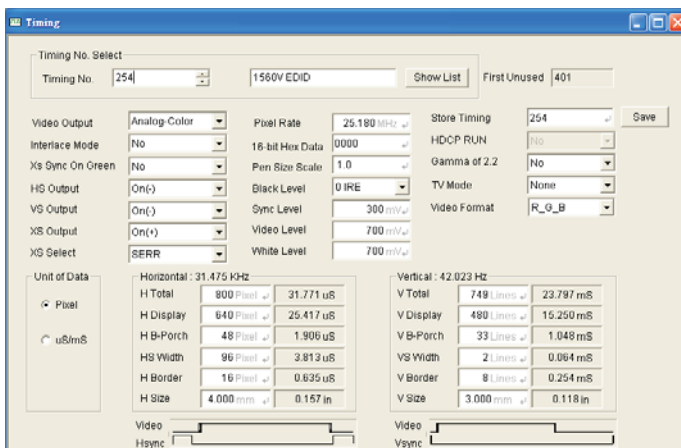 Timing
Timing No. Select
Timing No. 254 1560V EDID Show List First Unused 401
Video Output Analog-Color Pixel Rate 25.180 MHz Store Timing 254 Save
Interlace Mode No 16-bit Hex Data 0000 HDCP RUN No
Xs Sync On Green No Pen Size Scale 1.0 Gamma of 2.2 No
HS Output On(-) Black Level 0 IRE TV Mode None
VS Output On(-) Sync Level 300 mV Video Format R_G_B
XS Output On(+) Video Level 700 mV
XS Select SERR White Level 700 mV
Unit of Data Horizontal : 31.475 KHz Vertical : 42.023 Hz
Pixel H Total 800 Pixel 31.771 uS V Total 749 Lines 23.797 mS
H Display 640 Pixel 25.417 uS V Display 480 Lines 15.250 mS
uS/mS H B-Porch 48 Pixel 1.906 uS V B-Porch 33 Lines 1.048 mS
HS Width 96 Pixel 3.813 uS VS Width 2 Lines 0.064 mS
H Border 16 Pixel 0.635 uS V Border 8 Lines 0.254 mS
H Size 4.000 mm 0.157 in V Size 3.000 mm 0.118 in
Video Video
Hsync Vsync